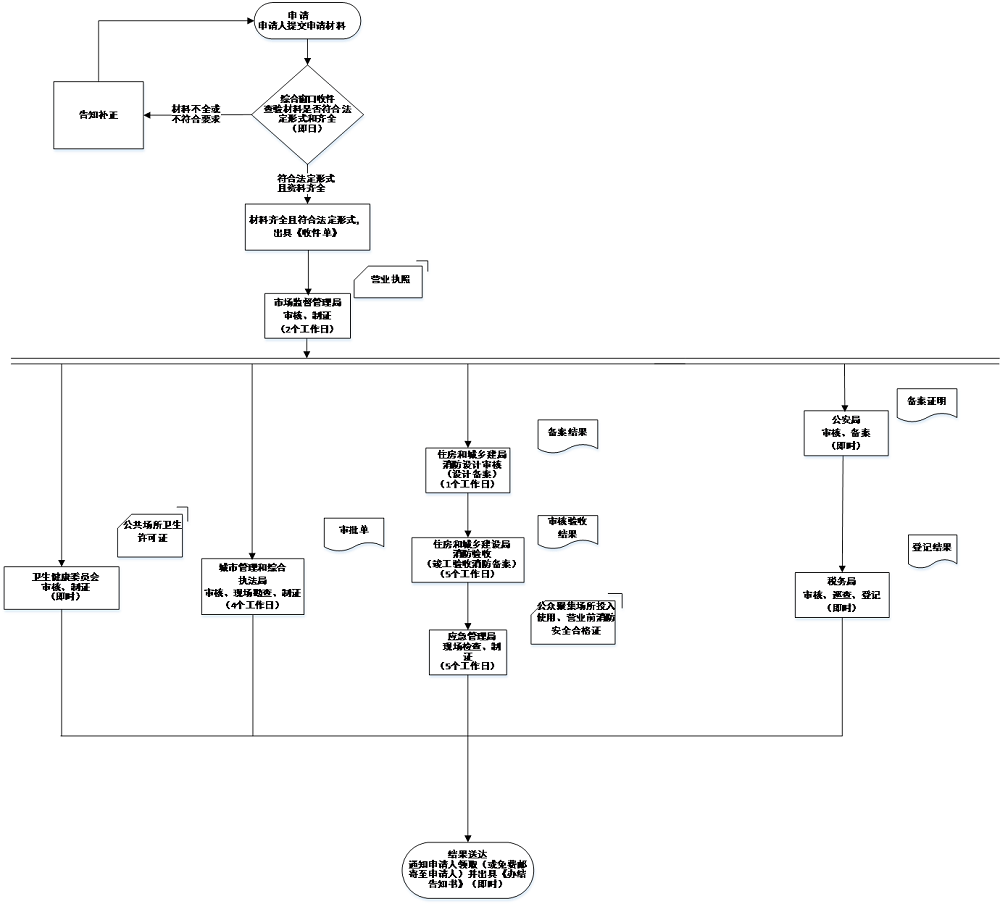 申请
申请人提交申请材料
综合窗口收件
查验材料是否符合法
定形式和齐全
（即日）
材料不全或
不符合要求
告知补正
符合法定形式
且资料齐全
材料齐全且符合法定形式，
出具《收件单》
营业执照
市场监督管理局
审核、制证
（2个工作日）
备案证明
公安局
审核、备案
（即时）
备案结果
住房和城乡建局
消防设计审核
（设计备案）
（1个工作日）
公共场所卫生
许可证
审批单
审核验收
结果
住房和城乡建设局
消防验收
（竣工验收消防备案）
（5个工作日）
登记结果
卫生健康委员会
审核、制证
（即时）
城市管理和综合
执法局
审核、现场勘查、制证
（4个工作日）
税务局
审核、巡查、登记
（即时）
公众聚集场所投入
使用、营业前消防
安全合格证
应急管理局
现场检查、制
证
（5个工作日）
结果送达
通知申请人领取（或免费邮
寄至申请人）并出具《办结
告知书》（即时）